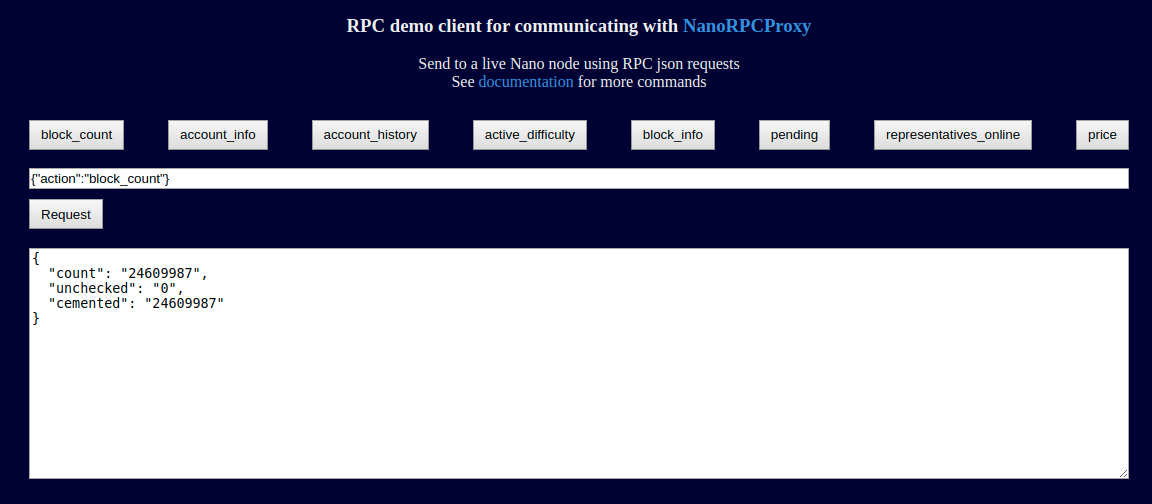 RPC demo client for communicating with NanoRPCProxy
Send to a live Nano node using RPC json requests
See documentation for more commands
block_count account_info account_history active_difficulty block_info pending representatives_online price
{"action":"block_count"}
Request
{
  "count": "24609987",
  "unchecked": "0",
  "cemented": "24609987"
}